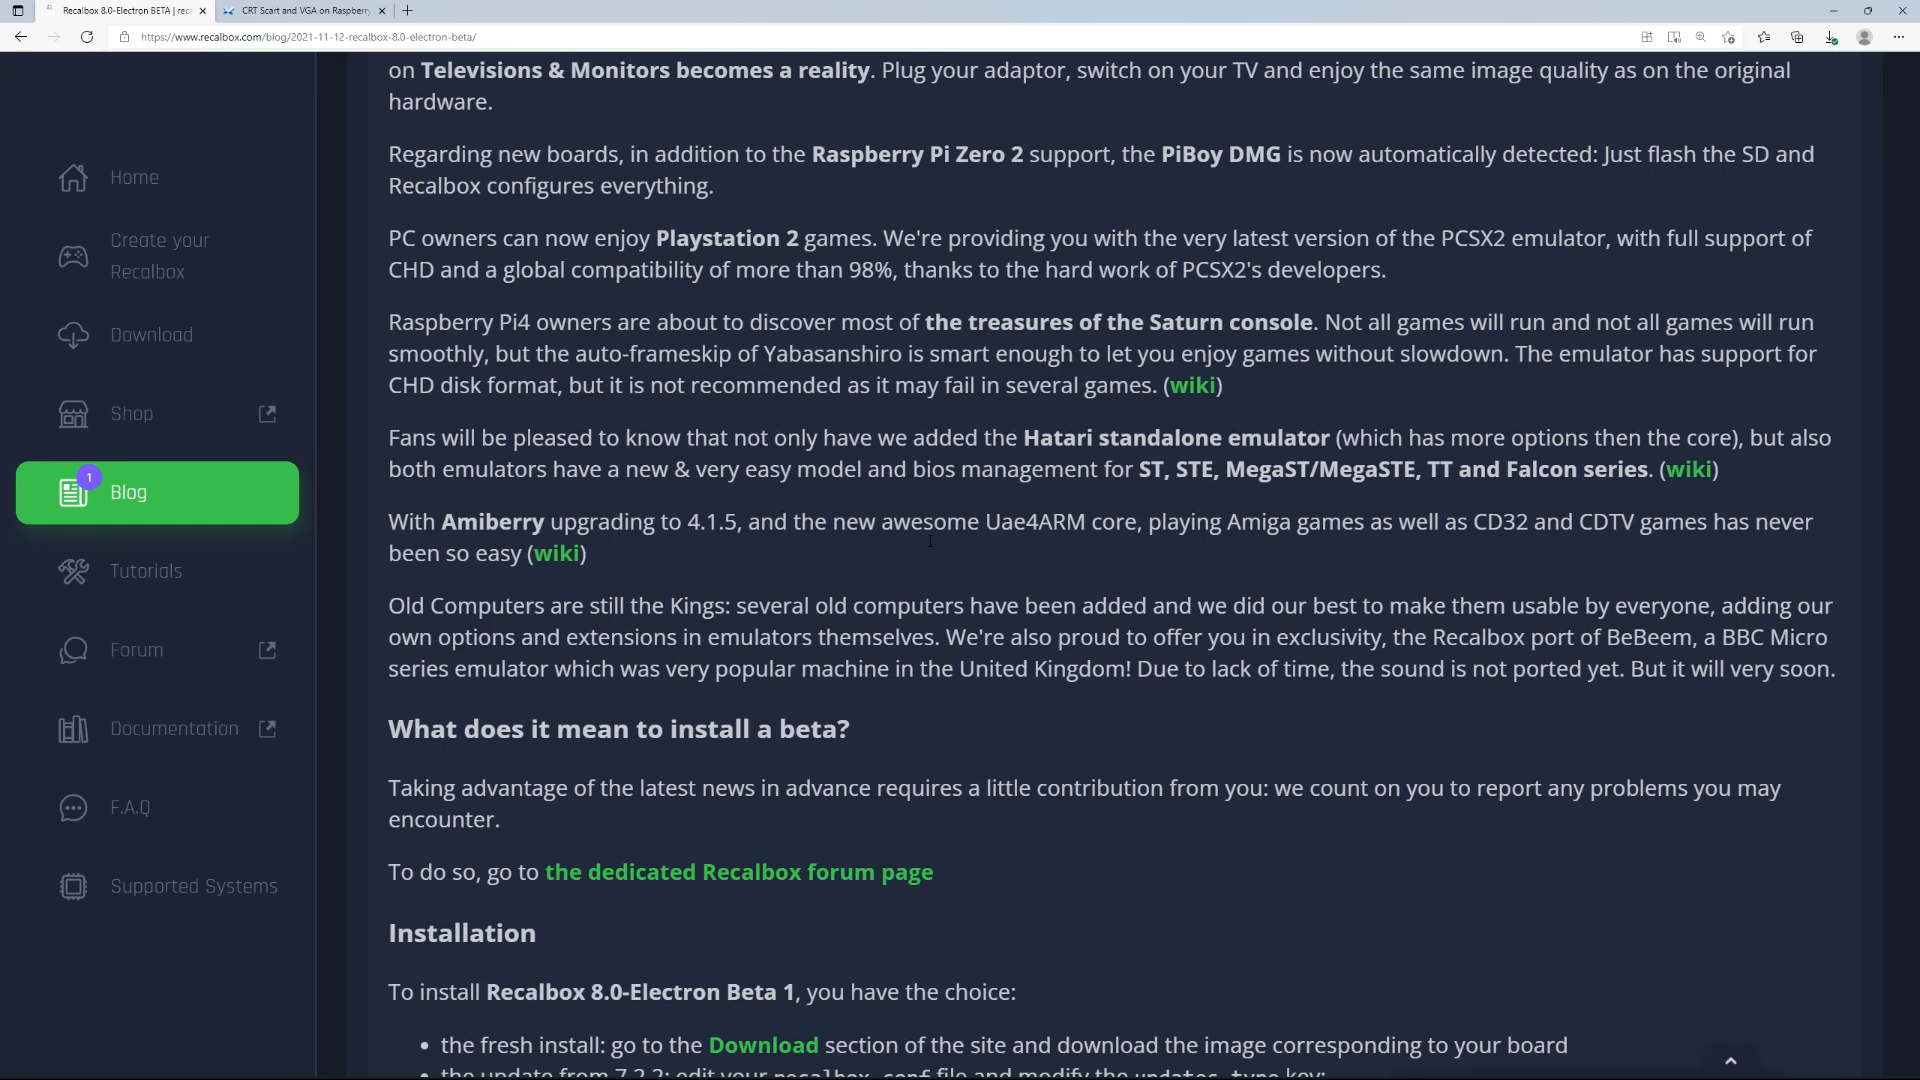 Recalbox 8.0-Electron BETA | reca
CRT Scart and VGA on Raspberry
https://www.recalbox.com/blog/2021-11-12-recalbox-8.0-electron-beta/
Home
Create your
Recalbox
Download
Shop
1
Blog
Tutorials
Forum
Documentation
F.A.Q
Supported Systems
on Televisions & Monitors becomes a reality. Plug your adaptor, switch on your TV and enjoy the same image quality as on the original
hardware.
Regarding new boards, in addition to the Raspberry Pi Zero 2 support, the PiBoy DMG is now automatically detected: Just flash the SD and
Recalbox configures everything.
PC owners can now enjoy Playstation 2 games. We're providing you with the very latest version of the PCSX2 emulator, with full support of
CHD and a global compatibility of more than 98%, thanks to the hard work of PCSX2's developers.
Raspberry Pi4 owners are about to discover most of the treasures of the Saturn console. Not all games will run and not all games will run
smoothly, but the auto-frameskip of Yabasanshiro is smart enough to let you enjoy games without slowdown. The emulator has support for
CHD disk format, but it is not recommended as it may fail in several games. (wiki)
Fans will be pleased to know that not only have we added the Hatari standalone emulator (which has more options then the core), but also
both emulators have a new & very easy model and bios management for ST, STE, MegaST/MegaSTE, TT and Falcon series. (wiki)
With Amiberry upgrading to 4.1.5, and the new awesome Uae4ARM core, playing Amiga games as well as CD32 and CDTV games has never
been so easy (wiki)
Old Computers are still the Kings: several old computers have been added and we did our best to make them usable by everyone, adding our
own options and extensions in emulators themselves. We're also proud to offer you in exclusivity, the Recalbox port of BeBeem, a BBC Micro
series emulator which was very popular machine in the United Kingdom! Due to lack of time, the sound is not ported yet. But it will very soon.
What does it mean to install a beta?
Taking advantage of the latest news in advance requires a little contribution from you: we count on you to report any problems you may
encounter.
To do so, go to the dedicated Recalbox forum page
Installation
To install Recalbox 8.0-Electron Beta 1, you have the choice:
• the fresh install: go to the Download section of the site and download the image corresponding to your board
• the update from 7.2.2: edit your recalbox.conf file and modify the updates.type key: